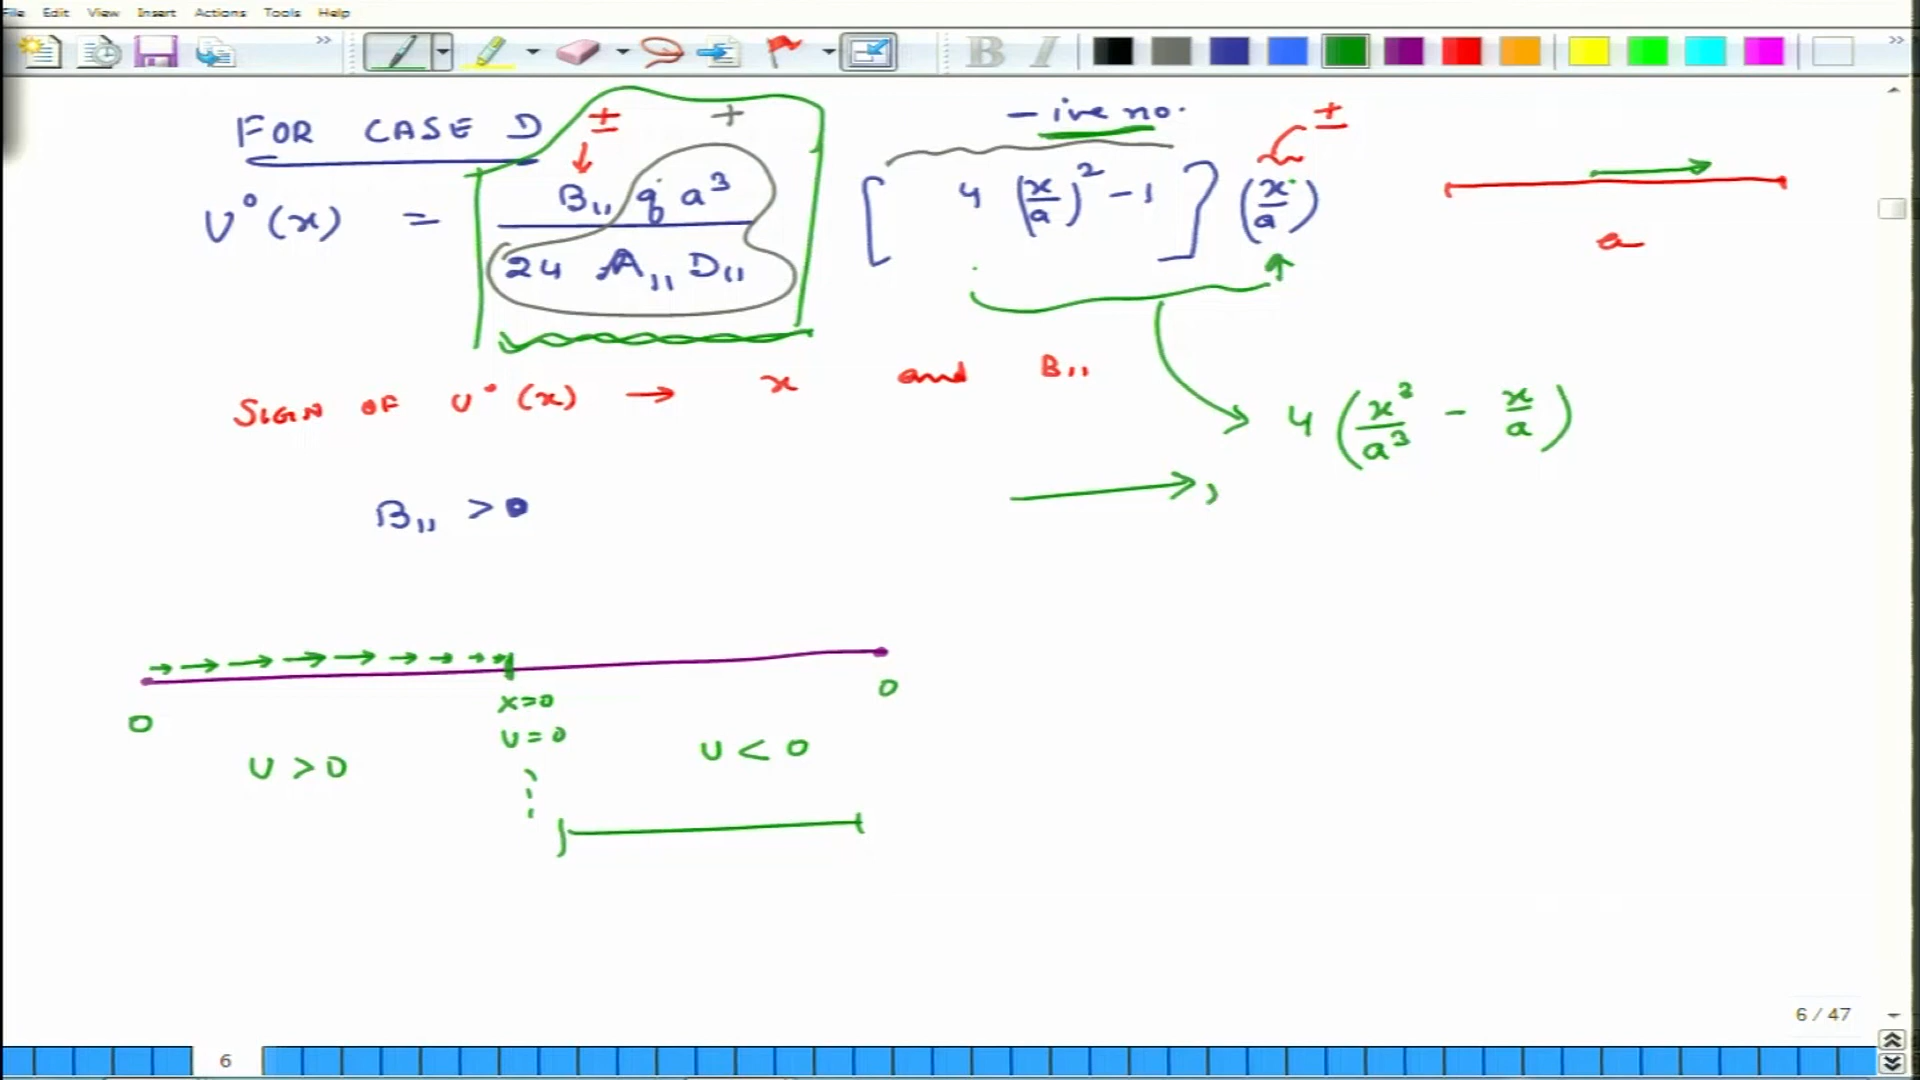 File Edit View Insert Actions Tools Help
B I
FOR CASE D
± + - ive no. ±
U°(x) = B₁₁ q a³ / 24 A₁₁ D₁₁ [ 4 (x/a)² - 1 ] (x/a)
a
SIGN OF U°(x) → x and B₁₁
4 (x³/a³ - x/a)
B₁₁ > 0
0 x=0 0
U > 0 U = 0 U < 0
6 / 47
6